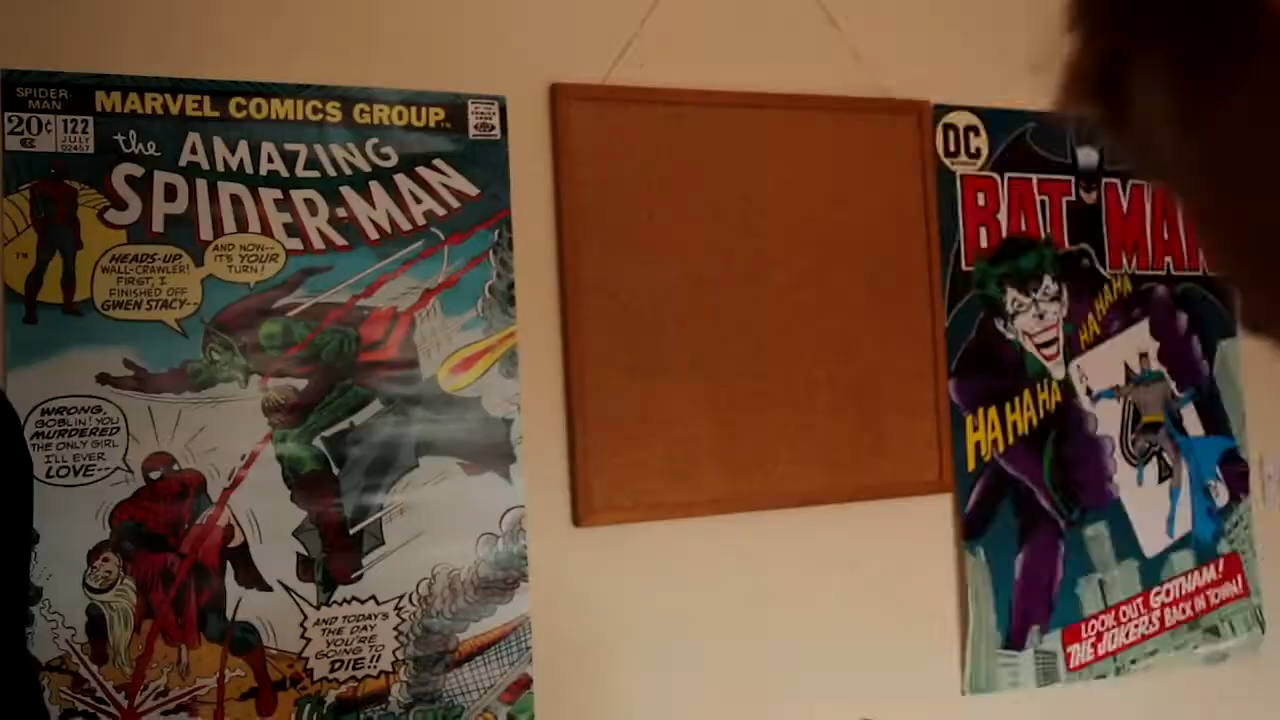 SPIDER-
MAN
MARVEL COMICS GROUP
20¢
122
JULY
02457
the AMAZING
SPIDER-MAN
HEADS-UP,
WALL-CRAWLER!
FIRST, I
FINISHED OFF
GWEN STACY--
AND NOW--
IT'S YOUR
TURN!
WRONG,
GOBLIN! YOU
MURDERED
THE ONLY GIRL
I'LL EVER
LOVE--
AND TODAY'S
THE DAY
YOU'RE
GOING TO
DIE!!
DC
BATMAN
HA HA HA
HA HA HA
LOOK OUT, GOTHAM!
THE JOKER'S BACK IN TOWN!